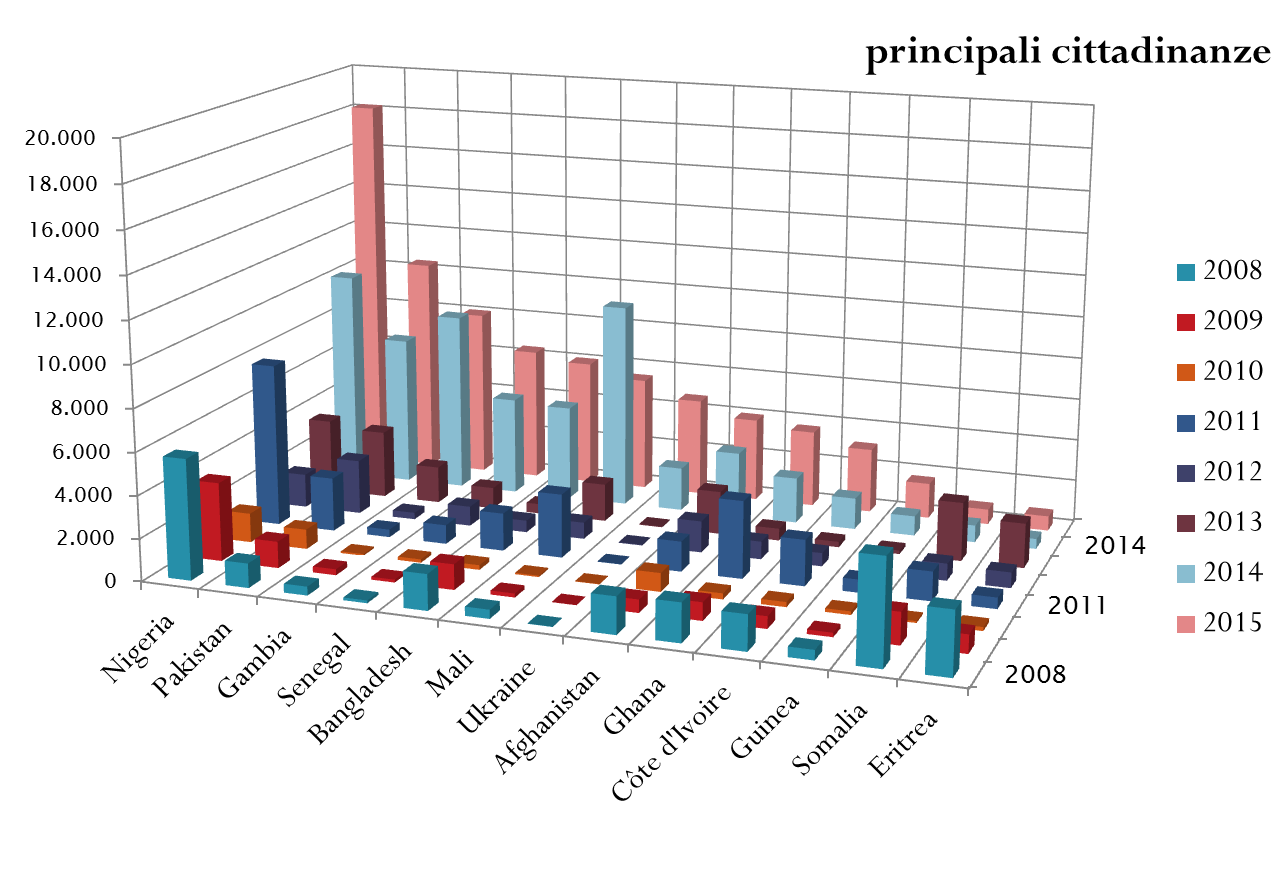 principali cittadinanze
20.000
18.000
16.000
14.000
12.000
10.000
8.000
6.000
4.000
2.000
0
Nigeria
Pakistan
Gambia
Senegal
Bangladesh
Mali
Ukraine
Afghanistan
Ghana
Côte d'Ivoire
Guinea
Somalia
Eritrea
2008
2011
2014
2008
2009
2010
2011
2012
2013
2014
2015